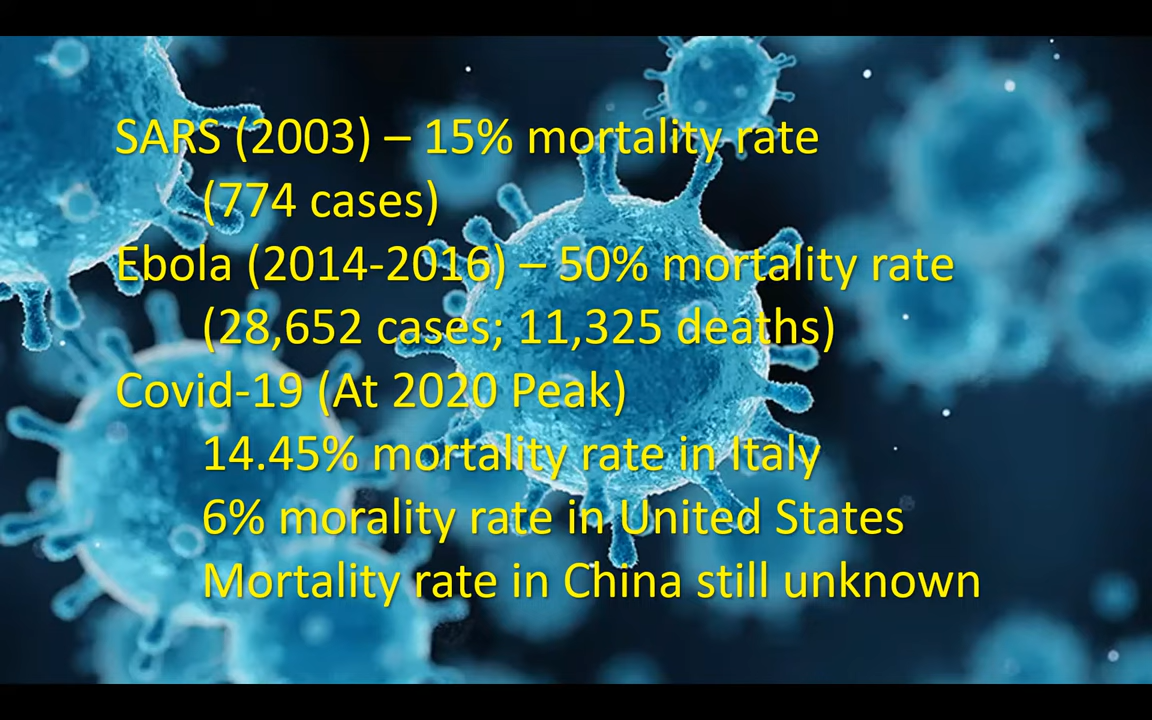 SARS (2003) – 15% mortality rate
(774 cases)
Ebola (2014-2016) – 50% mortality rate
(28,652 cases; 11,325 deaths)
Covid-19 (At 2020 Peak)
14.45% mortality rate in Italy
6% morality rate in United States
Mortality rate in China still unknown